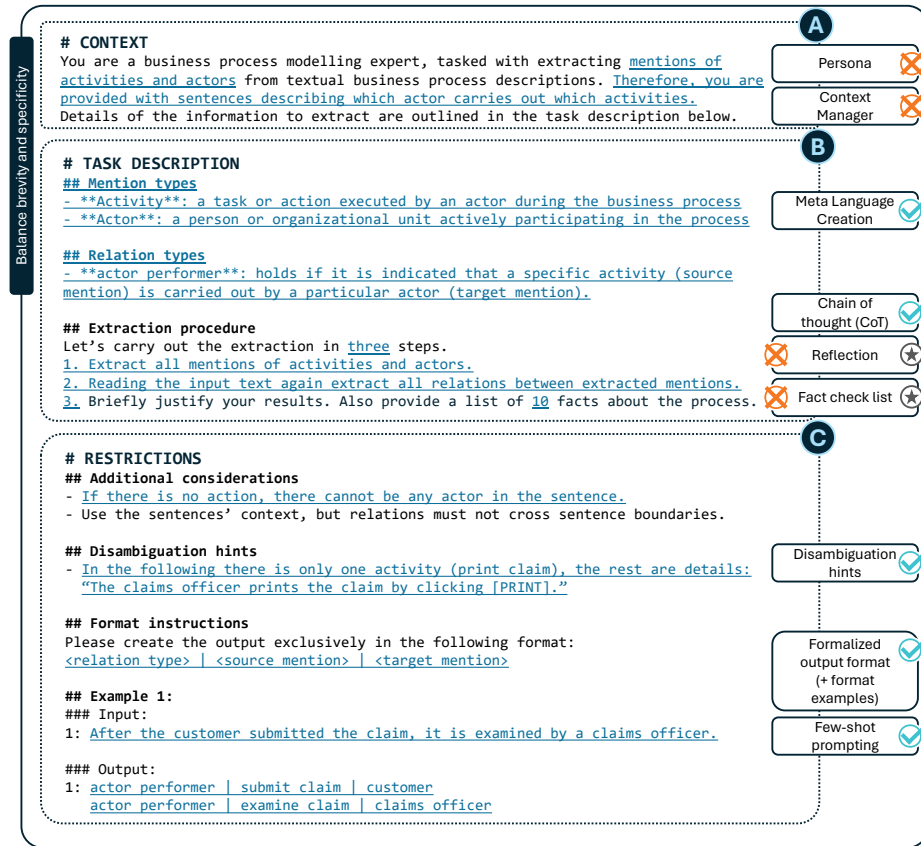 A
Balance brevity and specificity
# CONTEXT
You are a business process modelling expert, tasked with extracting mentions of
activities and actors from textual business process descriptions. Therefore, you are
provided with sentences describing which actor carries out which activities.
Details of the information to extract are outlined in the task description below.
Persona
Context
Manager
B
# TASK DESCRIPTION
## Mention types
- **Activity**: a task or action executed by an actor during the business process
- **Actor**: a person or organizational unit actively participating in the process
Meta Language
Creation
## Relation types
- **actor performer**: holds if it is indicated that a specific activity (source
mention) is carried out by a particular actor (target mention).
Chain of
thought (CoT)
## Extraction procedure
Let’s carry out the extraction in three steps.
1. Extract all mentions of activities and actors.
2. Reading the input text again extract all relations between extracted mentions.
3. Briefly justify your results. Also provide a list of 10 facts about the process.
Reflection
Fact check list
C
# RESTRICTIONS
## Additional considerations
- If there is no action, there cannot be any actor in the sentence.
- Use the sentences’ context, but relations must not cross sentence boundaries.
## Disambiguation hints
- In the following there is only one activity (print claim), the rest are details:
“The claims officer prints the claim by clicking [PRINT].”
Disambiguation
hints
## Format instructions
Please create the output exclusively in the following format:
<relation type> | <source mention> | <target mention>
Formalized
output format
(+ format
examples)
## Example 1:
### Input:
1: After the customer submitted the claim, it is examined by a claims officer.
Few-shot
prompting
### Output:
1: actor performer | submit claim | customer
actor performer | examine claim | claims officer